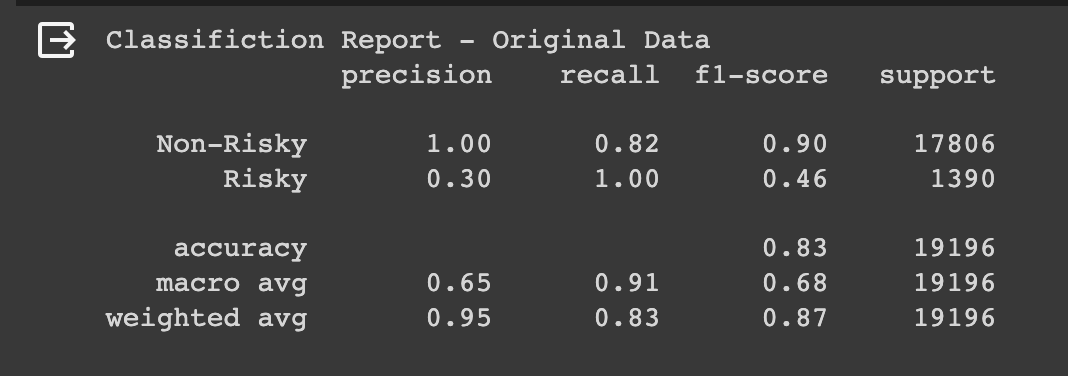 Classifiction Report - Original Data
precision recall f1-score support
Non-Risky 1.00 0.82 0.90 17806
Risky 0.30 1.00 0.46 1390
accuracy 0.83 19196
macro avg 0.65 0.91 0.68 19196
weighted avg 0.95 0.83 0.87 19196